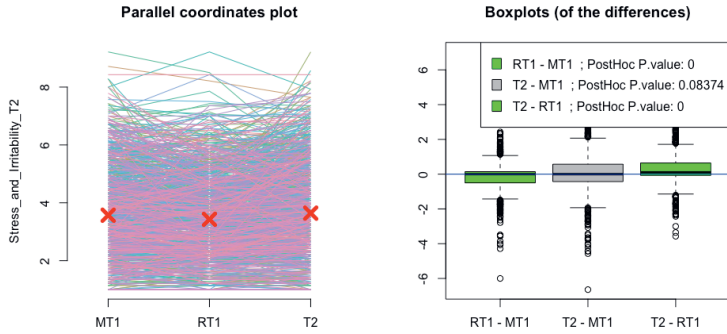 Parallel coordinates plot
Stress_and_Irritability_T2
8
6
4
2
MT1 RT1 T2
Boxplots (of the differences)
RT1 - MT1 ; PostHoc P.value: 0
T2 - MT1 ; PostHoc P.value: 0.08374
T2 - RT1 ; PostHoc P.value: 0
6
4
2
0
-2
-4
-6
RT1 - MT1 T2 - MT1 T2 - RT1